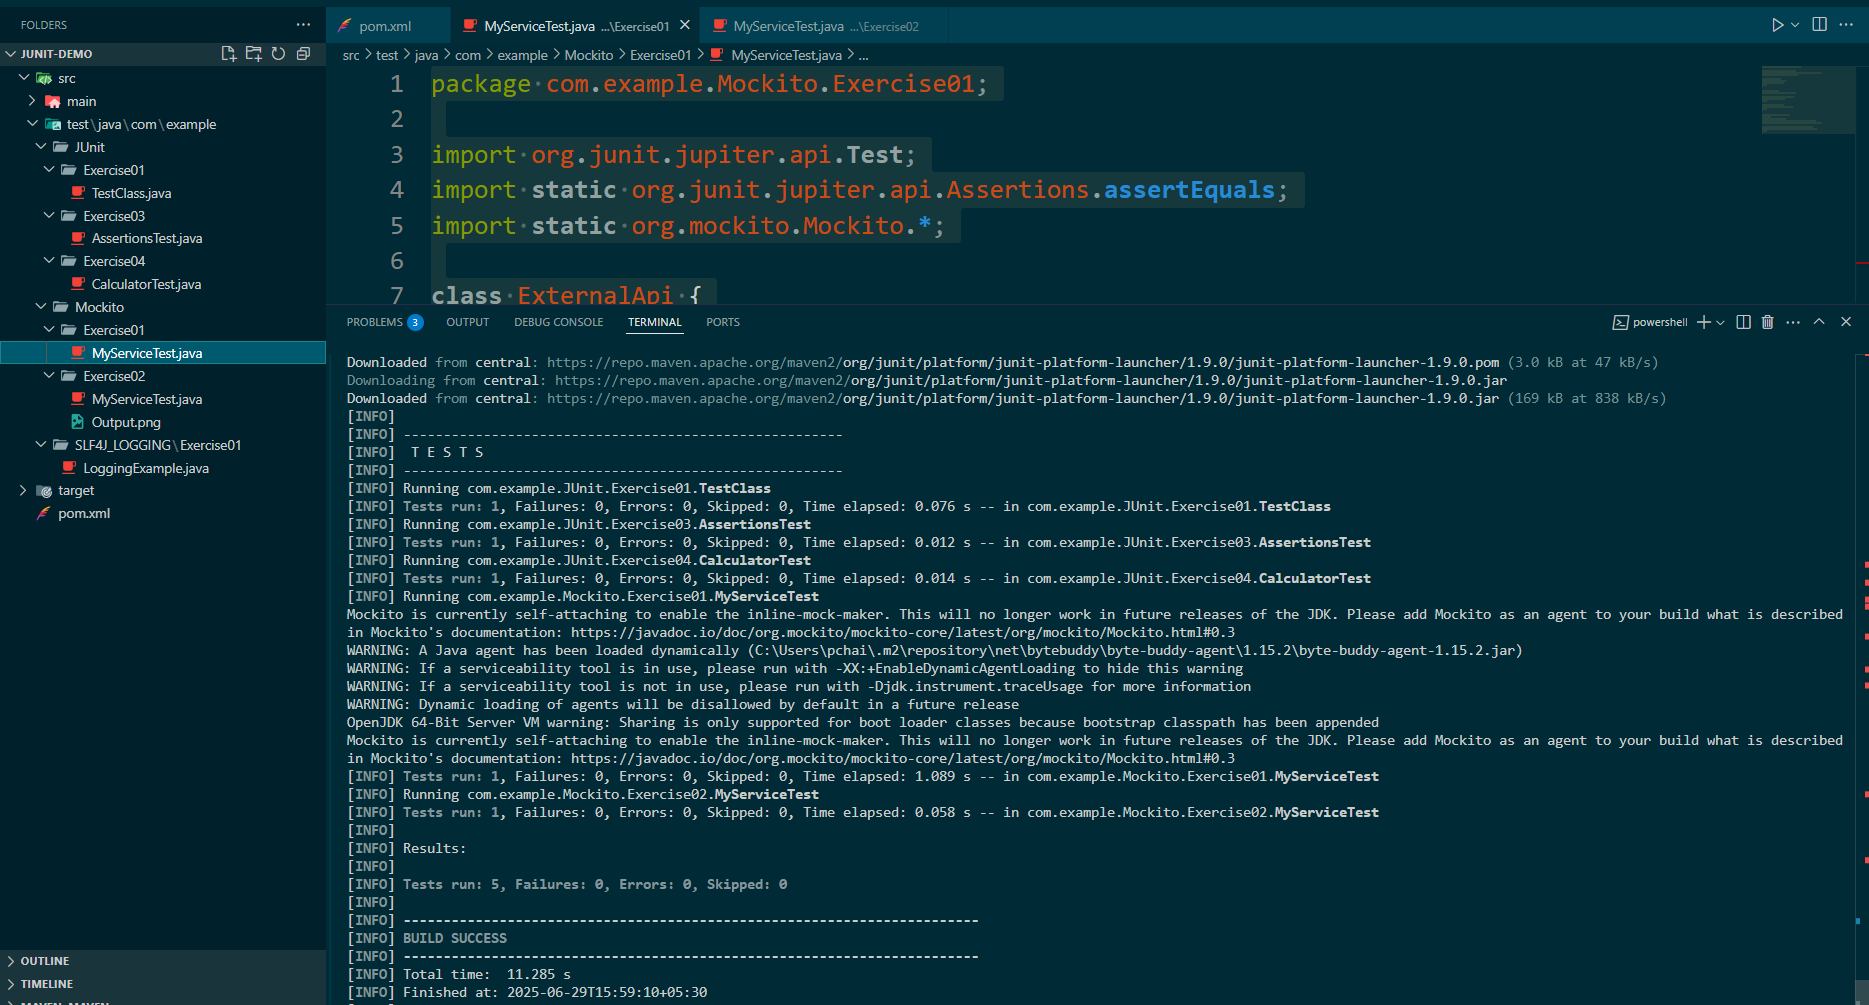 FOLDERS
JUNIT-DEMO
src
main
test\java\com\example
JUnit
Exercise01
TestClass.java
Exercise03
AssertionsTest.java
Exercise04
CalculatorTest.java
Mockito
Exercise01
MyServiceTest.java
Exercise02
MyServiceTest.java
Output.png
SLF4J_LOGGING\Exercise01
LoggingExample.java
target
pom.xml
OUTLINE
TIMELINE
pom.xml
MyServiceTest.java ...\Exercise01
MyServiceTest.java ...\Exercise02
src > test > java > com > example > Mockito > Exercise01 > MyServiceTest.java > ...
1 package com.example.Mockito.Exercise01;
2
3 import org.junit.jupiter.api.Test;
4 import static org.junit.jupiter.api.Assertions.assertEquals;
5 import static org.mockito.Mockito.*;
6
7 class ExternalApi {
PROBLEMS 3 OUTPUT DEBUG CONSOLE TERMINAL PORTS
powershell
Downloaded from central: https://repo.maven.apache.org/maven2/org/junit/platform/junit-platform-launcher/1.9.0/junit-platform-launcher-1.9.0.pom (3.0 kB at 47 kB/s)
Downloading from central: https://repo.maven.apache.org/maven2/org/junit/platform/junit-platform-launcher/1.9.0/junit-platform-launcher-1.9.0.jar
Downloaded from central: https://repo.maven.apache.org/maven2/org/junit/platform/junit-platform-launcher/1.9.0/junit-platform-launcher-1.9.0.jar (169 kB at 838 kB/s)
[INFO]
[INFO] -------------------------------------------------------
[INFO]  T E S T S
[INFO] -------------------------------------------------------
[INFO] Running com.example.JUnit.Exercise01.TestClass
[INFO] Tests run: 1, Failures: 0, Errors: 0, Skipped: 0, Time elapsed: 0.076 s -- in com.example.JUnit.Exercise01.TestClass
[INFO] Running com.example.JUnit.Exercise03.AssertionsTest
[INFO] Tests run: 1, Failures: 0, Errors: 0, Skipped: 0, Time elapsed: 0.012 s -- in com.example.JUnit.Exercise03.AssertionsTest
[INFO] Running com.example.JUnit.Exercise04.CalculatorTest
[INFO] Tests run: 1, Failures: 0, Errors: 0, Skipped: 0, Time elapsed: 0.014 s -- in com.example.JUnit.Exercise04.CalculatorTest
[INFO] Running com.example.Mockito.Exercise01.MyServiceTest
Mockito is currently self-attaching to enable the inline-mock-maker. This will no longer work in future releases of the JDK. Please add Mockito as an agent to your build what is described
in Mockito's documentation: https://javadoc.io/doc/org.mockito/mockito-core/latest/org/mockito/Mockito.html#0.3
WARNING: A Java agent has been loaded dynamically (C:\Users\pchai\.m2\repository\net\bytebuddy\byte-buddy-agent\1.15.2\byte-buddy-agent-1.15.2.jar)
WARNING: If a serviceability tool is in use, please run with -XX:+EnableDynamicAgentLoading to hide this warning
WARNING: If a serviceability tool is not in use, please run with -Djdk.instrument.traceUsage for more information
WARNING: Dynamic loading of agents will be disallowed by default in a future release
OpenJDK 64-Bit Server VM warning: Sharing is only supported for boot loader classes because bootstrap classpath has been appended
Mockito is currently self-attaching to enable the inline-mock-maker. This will no longer work in future releases of the JDK. Please add Mockito as an agent to your build what is described
in Mockito's documentation: https://javadoc.io/doc/org.mockito/mockito-core/latest/org/mockito/Mockito.html#0.3
[INFO] Tests run: 1, Failures: 0, Errors: 0, Skipped: 0, Time elapsed: 1.089 s -- in com.example.Mockito.Exercise01.MyServiceTest
[INFO] Running com.example.Mockito.Exercise02.MyServiceTest
[INFO] Tests run: 1, Failures: 0, Errors: 0, Skipped: 0, Time elapsed: 0.058 s -- in com.example.Mockito.Exercise02.MyServiceTest
[INFO]
[INFO] Results:
[INFO]
[INFO] Tests run: 5, Failures: 0, Errors: 0, Skipped: 0
[INFO]
[INFO] ------------------------------------------------------------------------
[INFO] BUILD SUCCESS
[INFO] ------------------------------------------------------------------------
[INFO] Total time:  11.285 s
[INFO] Finished at: 2025-06-29T15:59:10+05:30